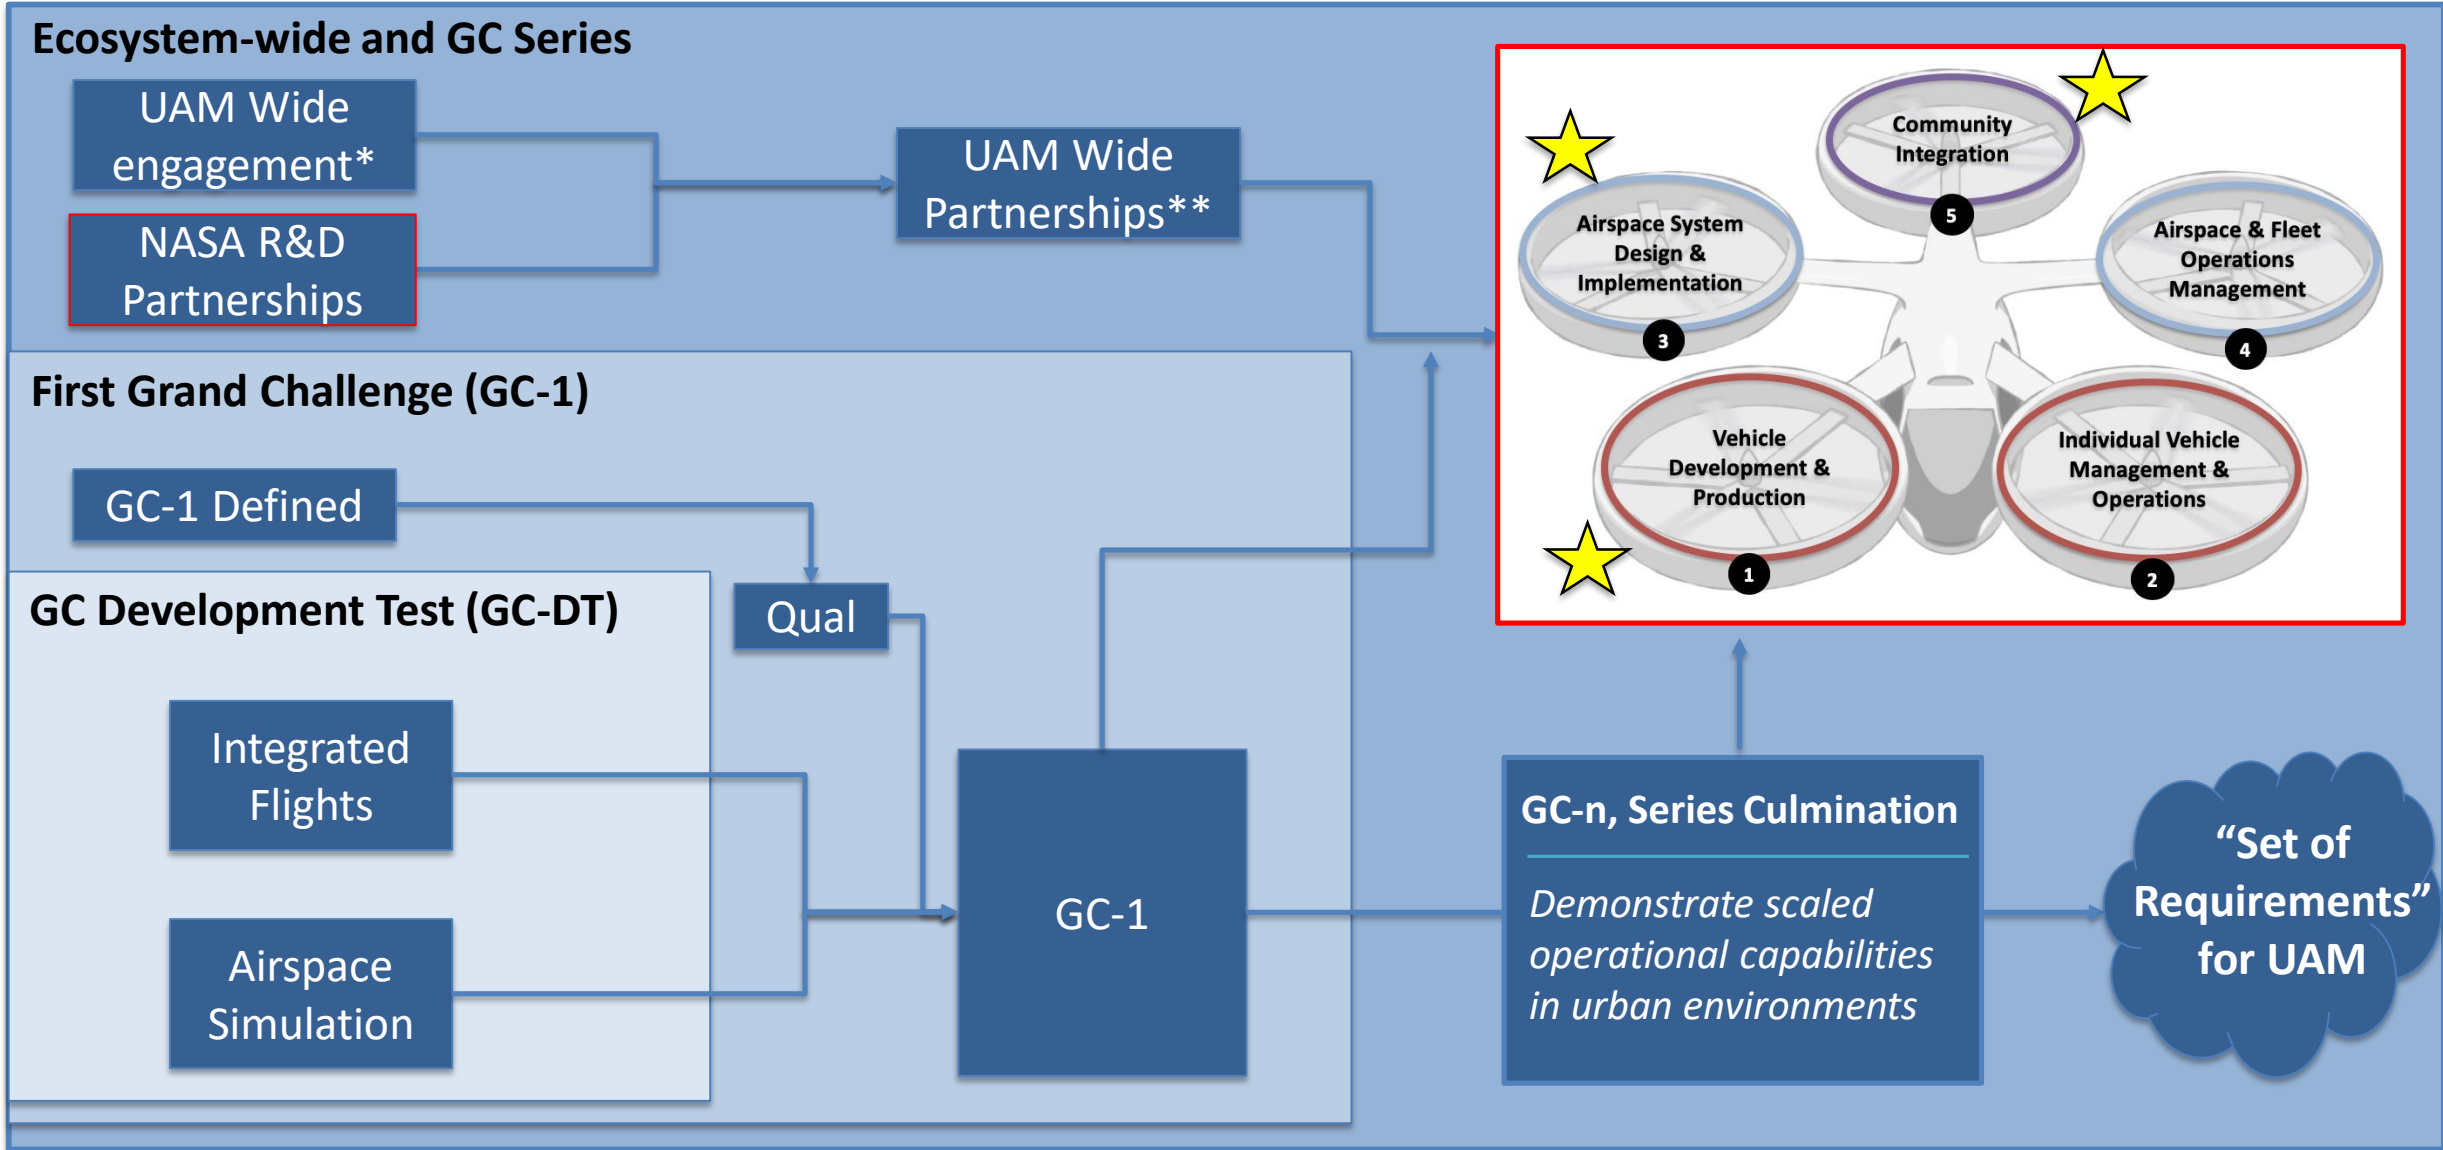 Ecosystem-wide and GC Series
UAM Wide
engagement*
NASA R&D
Partnerships
UAM Wide
Partnerships**
Community
Integration
5
Airspace System
Design &
Implementation
3
Airspace & Fleet
Operations
Management
4
Vehicle
Development &
Production
1
Individual Vehicle
Management &
Operations
2
First Grand Challenge (GC-1)
GC-1 Defined
Qual
GC Development Test (GC-DT)
Integrated
Flights
Airspace
Simulation
GC-1
GC-n, Series Culmination
Demonstrate scaled
operational capabilities
in urban environments
“Set of
Requirements”
for UAM